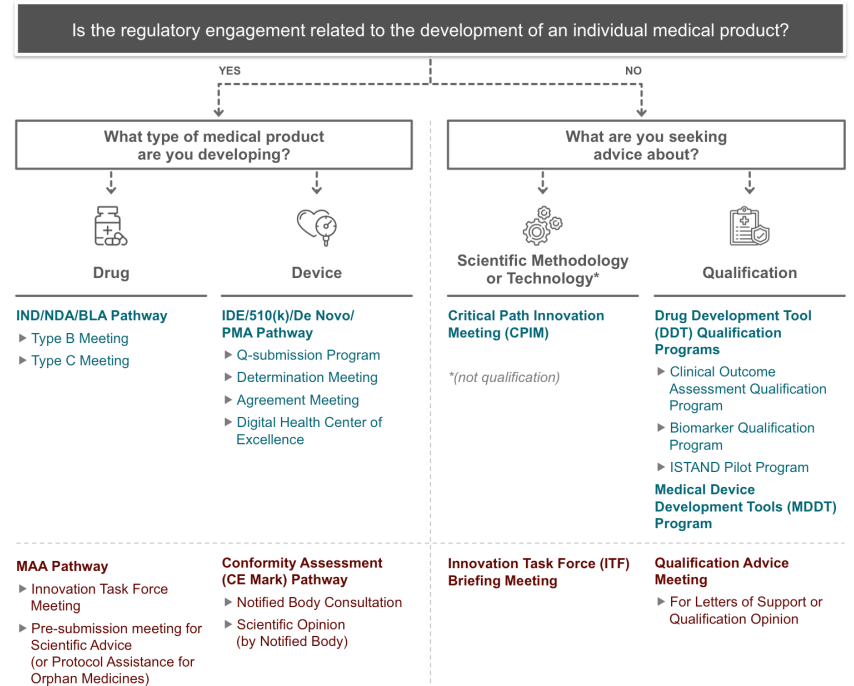 Is the regulatory engagement related to the development of an individual medical product?
YES
NO
What type of medical product
are you developing?
What are you seeking
advice about?
Drug
Device
Scientific Methodology
or Technology*
Qualification
IND/NDA/BLA Pathway
Type B Meeting
Type C Meeting
IDE/510(k)/De Novo/
PMA Pathway
Q-submission Program
Determination Meeting
Agreement Meeting
Digital Health Center of
Excellence
Critical Path Innovation
Meeting (CPIM)
*(not qualification)
Drug Development Tool
(DDT) Qualification
Programs
Clinical Outcome
Assessment Qualification
Program
Biomarker Qualification
Program
ISTAND Pilot Program
Medical Device
Development Tools (MDDT)
Program
MAA Pathway
Innovation Task Force
Meeting
Pre-submission meeting for
Scientific Advice
(or Protocol Assistance for
Orphan Medicines)
Conformity Assessment
(CE Mark) Pathway
Notified Body Consultation
Scientific Opinion
(by Notified Body)
Innovation Task Force (ITF)
Briefing Meeting
Qualification Advice
Meeting
For Letters of Support or
Qualification Opinion